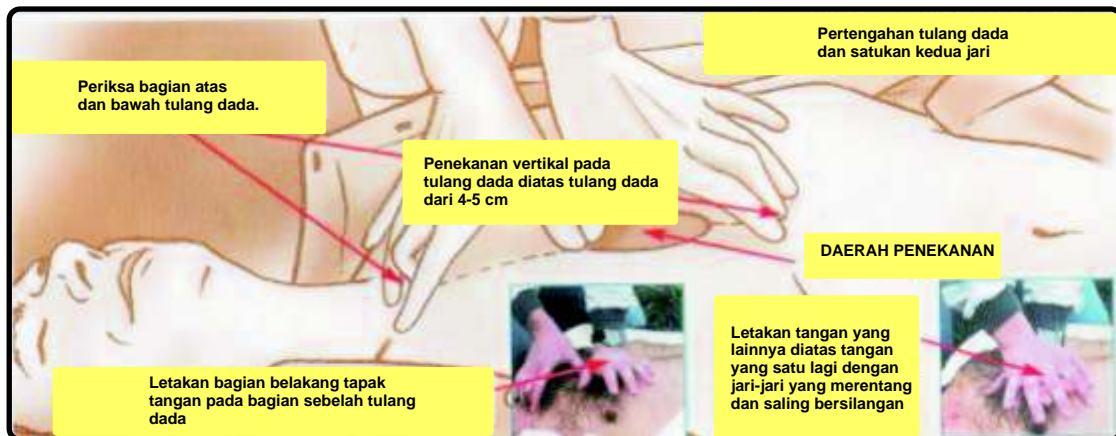 Pertengahan tulang dada
dan satukan kedua jari
Periksa bagian atas
dan bawah tulang dada.
Penekanan vertikal pada
tulang dada diatas tulang dada
dari 4-5 cm
DAERAH PENEKANAN
Letakan tangan yang
lainnya diatas tangan
yang satu lagi dengan
jari-jari yang merentang
dan saling bersilangan
Letakan bagian belakang tapak
tangan pada bagian sebelah tulang
dada